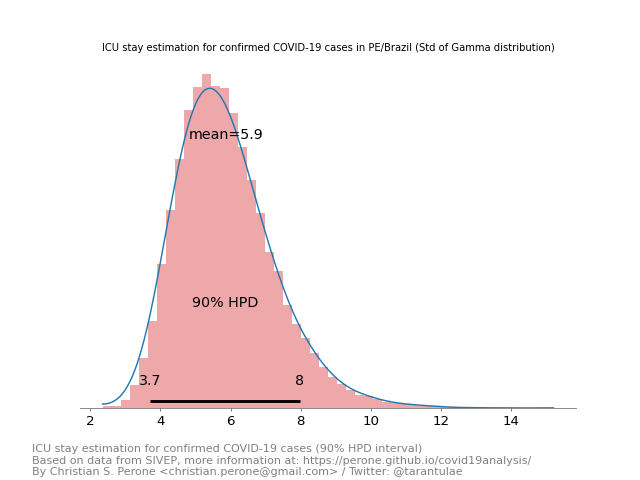 ICU stay estimation for confirmed COVID-19 cases in PE/Brazil (Std of Gamma distribution)
mean=5.9
90% HPD
3.7 8
2 4 6 8 10 12 14
ICU stay estimation for confirmed COVID-19 cases (90% HPD interval)
Based on data from SIVEP, more information at: https://perone.github.io/covid19analysis/
By Christian S. Perone <christian.perone@gmail.com> / Twitter: @tarantulae